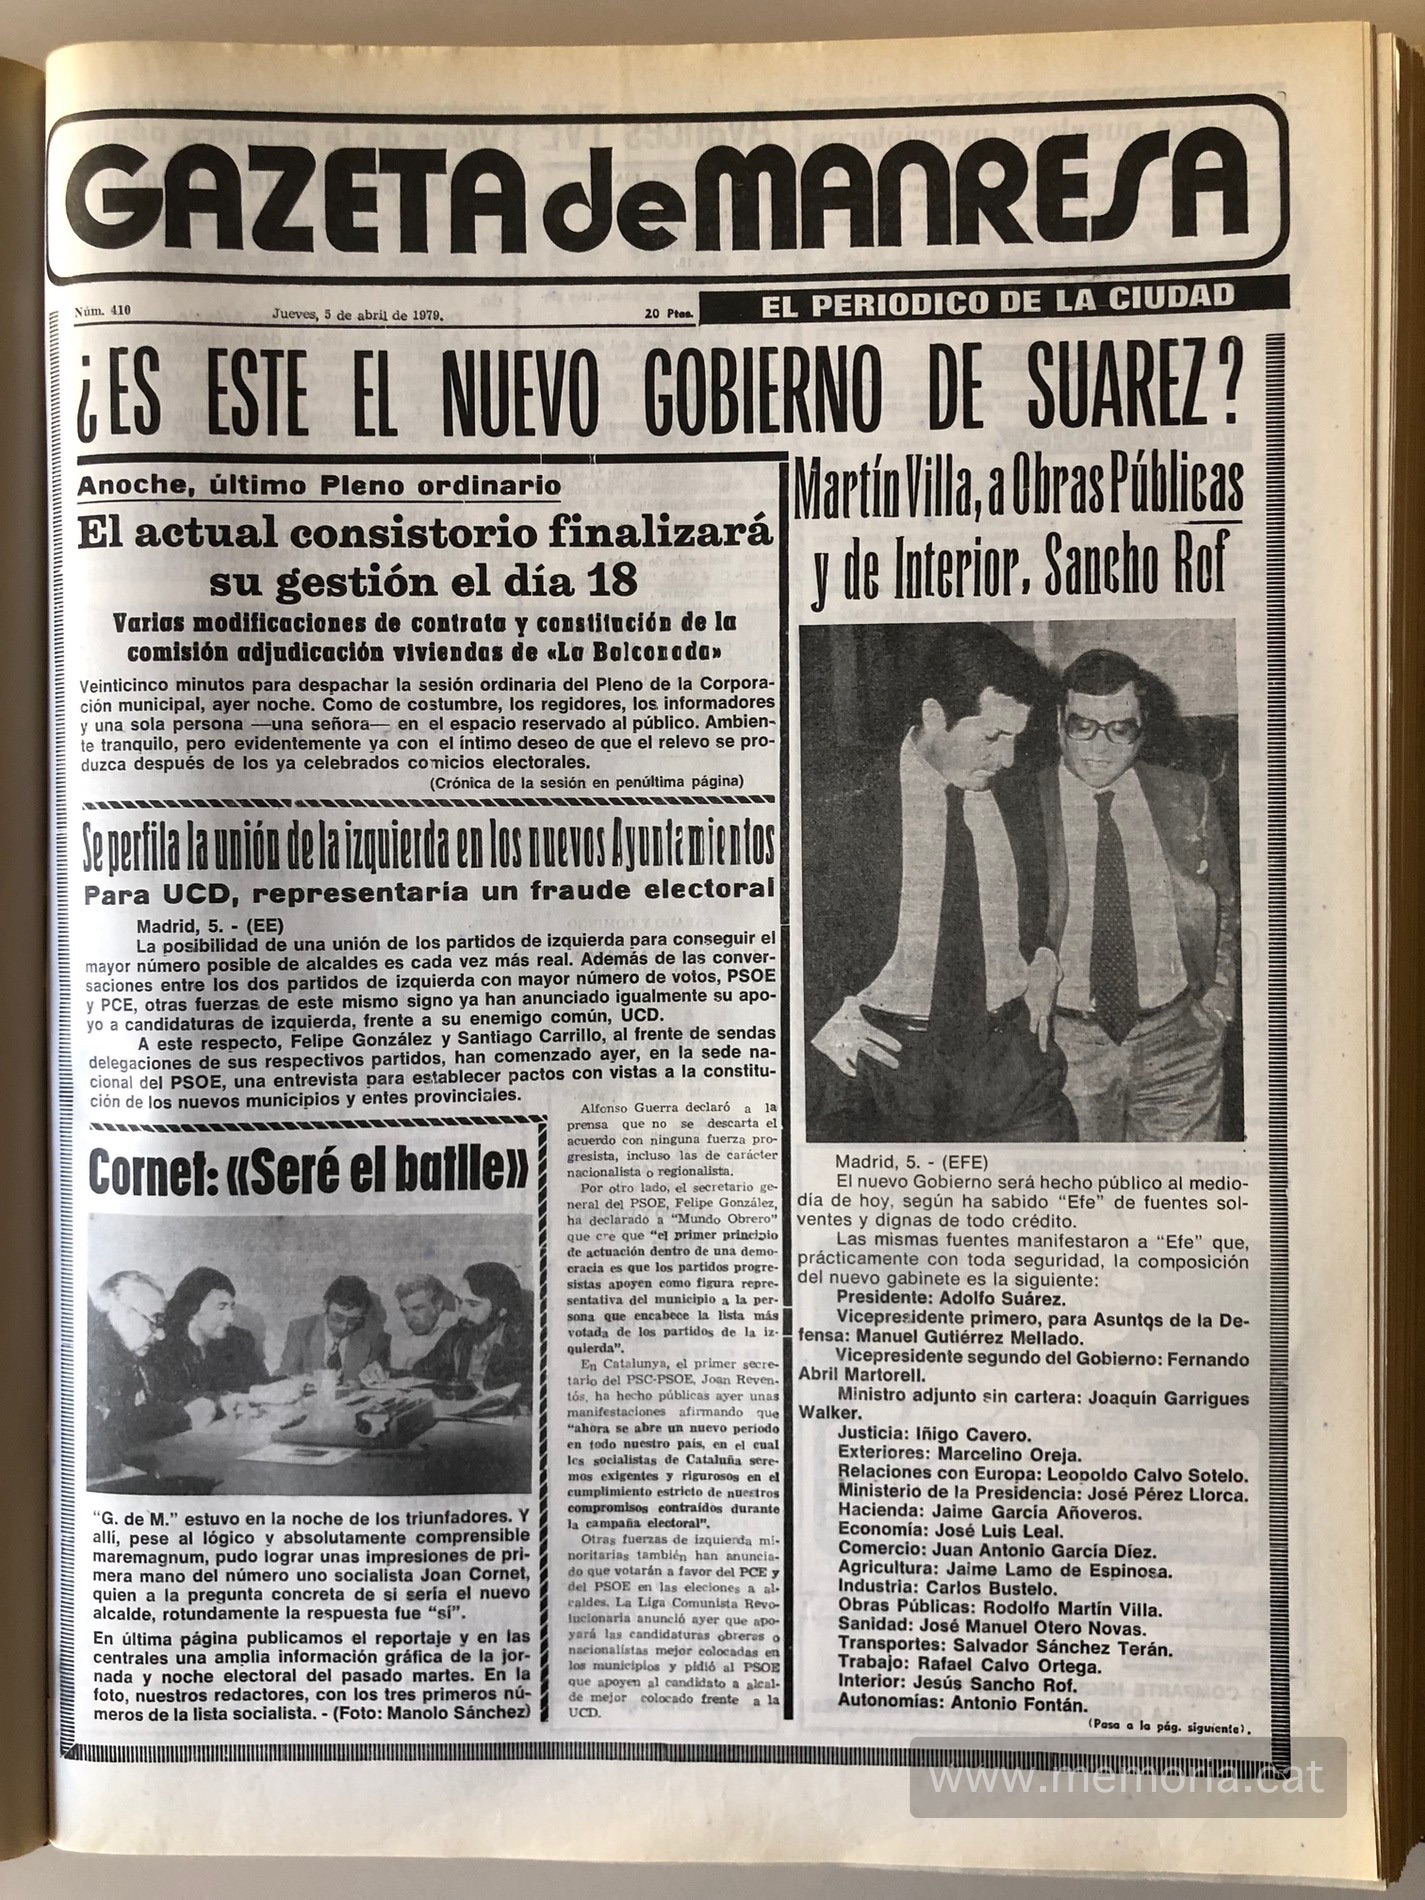 GAZETA de MANRESA
Núm. 410
Jueves, 5 de abril de 1979.
20 Ptas.
EL PERIODICO DE LA CIUDAD
¿ES ESTE EL NUEVO GOBIERNO DE SUAREZ?
Anoche, último Pleno ordinario
El actual consistorio finalizará
su gestión el día 18
Varias modificaciones de contrata y constitución de la
comisión adjudicación viviendas de «La Balconada»
Veinticinco minutos para despachar la sesión ordinaria del Pleno de la Corpora-
ción municipal, ayer noche. Como de costumbre, los regidores, los informadores
y una sola persona —una señora— en el espacio reservado al público. Ambien-
te tranquilo, pero evidentemente ya con el íntimo deseo de que el relevo se pro-
duzca después de los ya celebrados comicios electorales.
(Crónica de la sesión en penúltima página)
Se perfila la unión de la izquierda en los nuevos Ayuntamientos
Para UCD, representaria un fraude electoral
Madrid, 5. - (EE)
La posibilidad de una unión de los partidos de izquierda para conseguir el
mayor número posible de alcaldes es cada vez más real. Además de las conver-
saciones entre los dos partidos de izquierda con mayor número de votos, PSOE
y PCE, otras fuerzas de este mismo signo ya han anunciado igualmente su apo-
yo a candidaturas de izquierda, frente a su enemigo común, UCD.
A este respecto, Felipe González y Santiago Carrillo, al frente de sendas
delegaciones de sus respectivos partidos, han comenzado ayer, en la sede na-
cional del PSOE, una entrevista para establecer pactos con vistas a la constitu-
ción de los nuevos municipios y entes provinciales.
Alfonso Guerra declaró a la
prensa que no se descarta el
acuerdo con ninguna fuerza pro-
gresista, incluso las de carácter
nacionalista o regionalista.
Por otro lado, el secretario ge-
neral del PSOE, Felipe González,
ha declarado a "Mundo Obrero"
que cre que "el primer principio
de actuación dentro de una demo-
cracia es que los partidos progre-
sistas apoyen como figura repre-
sentativa del municipio a la per-
sona que encabece la lista más
votada de los partidos de la iz-
quierda".
En Catalunya, el primer secre-
tario del PSC-PSOE, Joan Reven-
tós, ha hecho públicas ayer unas
manifestaciones afirmando que
"ahora se abre un nuevo período
en todo nuestro país, en el cual
les socialistas de Cataluña sere-
mos exigentes y rigurosos en el
cumplimiento estricto de nuestros
compromisos contraídos durante
la campaña electoral".
Otras fuerzas de izquierda mi-
noritarias también han anuncia-
do que votarán a favor del PCE y
del PSOE en las eleciones a al-
caldes. La Liga Comunista Revo-
lucionaria anunció ayer que apo-
yará las candidaturas obreras o
nacionalistas mejor colocadas en
los municipios y pidió al PSOE
que apoyen al candidato a alcal-
de mejor colocado frente a la
UCD.
Cornet: «Seré el batlle»
"G. de M." estuvo en la noche de los triunfadores. Y
allí, pese al lógico y absolutamente comprensible
maremagnum, pudo lograr unas impresiones de pri-
mera mano del número uno socialista Joan Cornet,
quien a la pregunta concreta de si sería el nuevo
alcalde, rotundamente la respuesta fue "sí".
En última página publicamos el reportaje y en las
centrales una amplia información gráfica de la jor-
nada y noche electoral del pasado martes. En la
foto, nuestros redactores, con los tres primeros nú-
meros de la lista socialista. - (Foto: Manolo Sánchez)
Martín Villa, a Obras Públicas
y de Interior, Sancho Rof
Madrid, 5. - (EFE)
El nuevo Gobierno será hecho público al medio-
día de hoy, según ha sabido "Efe" de fuentes sol-
ventes y dignas de todo crédito.
Las mismas fuentes manifestaron a "Efe" que,
prácticamente con toda seguridad, la composición
del nuevo gabinete es la siguiente:
Presidente: Adolfo Suárez.
Vicepresidente primero, para Asuntos de la De-
fensa: Manuel Gutiérrez Mellado.
Vicepresidente segundo del Gobierno: Fernando
Abril Martorell.
Ministro adjunto sin cartera: Joaquín Garrigues
Walker.
Justicia: Iñigo Cavero.
Exteriores: Marcelino Oreja.
Relaciones con Europa: Leopoldo Calvo Sotelo.
Ministerio de la Presidencia: José Pérez Llorca.
Hacienda: Jaime García Añoveros.
Economía: José Luis Leal.
Comercio: Juan Antonio García Díez.
Agricultura: Jaime Lamo de Espinosa.
Industria: Carlos Bustelo.
Obras Públicas: Rodolfo Martín Villa.
Sanidad: José Manuel Otero Novas.
Transportes: Salvador Sánchez Terán.
Trabajo: Rafael Calvo Ortega.
Interior: Jesús Sancho Rof.
Autonomías: Antonio Fontán.
(Pasa a la pág. siguiente).
www.memoria.cat